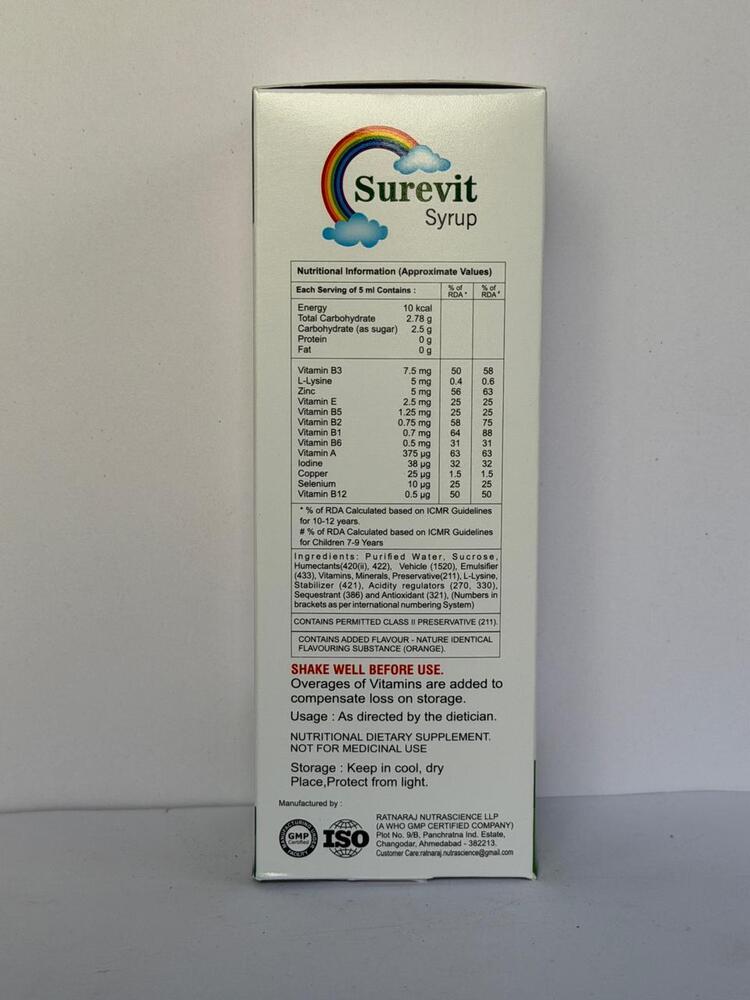 Surevit
Syrup
Nutritional Information (Approximate Values)
Each Serving of 5 ml Contains : % of RDA * % of RDA #
Energy 10 kcal
Total Carbohydrate 2.78 g
Carbohydrate (as sugar) 2.5 g
Protein 0 g
Fat 0 g
Vitamin B3 7.5 mg 50 58
L-Lysine 5 mg 0.4 0.6
Zinc 5 mg 56 63
Vitamin E 2.5 mg 25 25
Vitamin B5 1.25 mg 25 25
Vitamin B2 0.75 mg 58 75
Vitamin B1 0.7 mg 64 88
Vitamin B6 0.5 mg 31 31
Vitamin A 375 µg 63 63
Iodine 38 µg 32 32
Copper 25 µg 1.5 1.5
Selenium 10 µg 25 25
Vitamin B12 0.5 µg 50 50
* % of RDA Calculated based on ICMR Guidelines
for 10-12 years.
# % of RDA Calculated based on ICMR Guidelines
for Children 7-9 Years
Ingredients: Purified Water, Sucrose,
Humectants(420(ii), 422), Vehicle (1520), Emulsifier
(433), Vitamins, Minerals, Preservative(211), L-Lysine,
Stabilizer (421), Acidity regulators (270, 330),
Sequestrant (386) and Antioxidant (321), (Numbers in
brackets as per international numbering System)
CONTAINS PERMITTED CLASS II PRESERVATIVE (211).
CONTAINS ADDED FLAVOUR - NATURE IDENTICAL
FLAVOURING SUBSTANCE (ORANGE).
SHAKE WELL BEFORE USE.
Overages of Vitamins are added to
compensate loss on storage.
Usage : As directed by the dietician.
NUTRITIONAL DIETARY SUPPLEMENT.
NOT FOR MEDICINAL USE
Storage : Keep in cool, dry
Place,Protect from light.
Manufactured by :
GMP
Certified
ISO
RATNARAJ NUTRASCIENCE LLP
(A WHO GMP CERTIFIED COMPANY)
Plot No. 9/B, Panchratna Ind. Estate,
Changodar, Ahmedabad - 382213.
Customer Care:ratnaraj.nutrascience@gmail.com